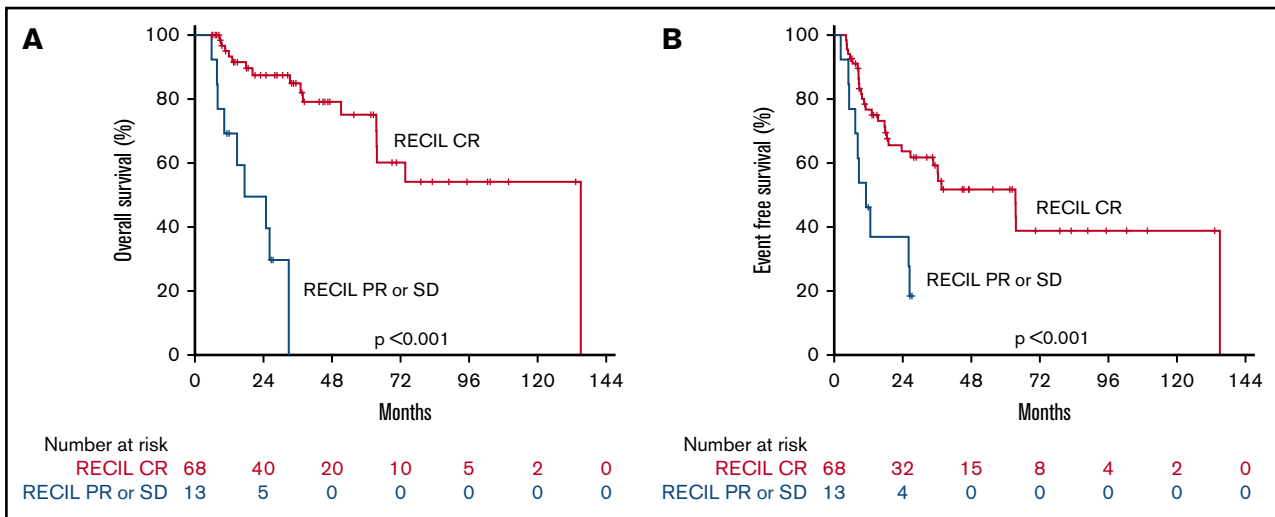 A
100
80
60
40
20
0
Overall survival (%)
RECIL CR
RECIL PR or SD
p <0.001
0 24 48 72 96 120 144
Months
Number at risk
RECIL CR 68 40 20 10 5 2 0
RECIL PR or SD 13 5 0 0 0 0 0
B
100
80
60
40
20
0
Event free survival (%)
RECIL CR
RECIL PR or SD
p <0.001
0 24 48 72 96 120 144
Months
Number at risk
RECIL CR 68 32 15 8 4 2 0
RECIL PR or SD 13 4 0 0 0 0 0